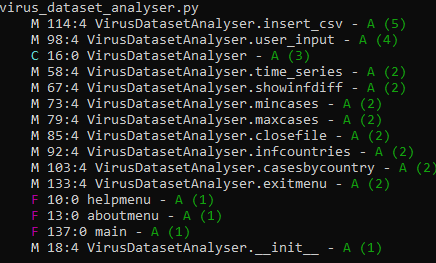 virus_dataset_analyser.py
M 114:4 VirusDatasetAnalyser.insert_csv - A (5)
M 98:4 VirusDatasetAnalyser.user_input - A (4)
C 16:0 VirusDatasetAnalyser - A (3)
M 58:4 VirusDatasetAnalyser.time_series - A (2)
M 67:4 VirusDatasetAnalyser.showinfdiff - A (2)
M 73:4 VirusDatasetAnalyser.mincases - A (2)
M 79:4 VirusDatasetAnalyser.maxcases - A (2)
M 85:4 VirusDatasetAnalyser.closefile - A (2)
M 92:4 VirusDatasetAnalyser.infcountries - A (2)
M 103:4 VirusDatasetAnalyser.casesbycountry - A (2)
M 133:4 VirusDatasetAnalyser.exitmenu - A (2)
F 10:0 helpmenu - A (1)
F 13:0 aboutmenu - A (1)
F 137:0 main - A (1)
M 18:4 VirusDatasetAnalyser.__init__ - A (1)